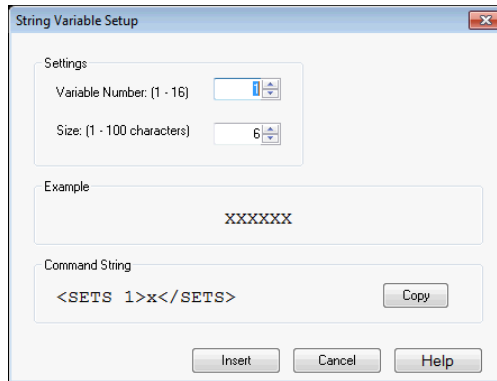 String Variable Setup
Settings
Variable Number: (1 - 16) 1
Size: (1 - 100 characters) 6
Example
XXXXXX
Command String
<SETS 1>x</SETS> Copy
Insert Cancel Help